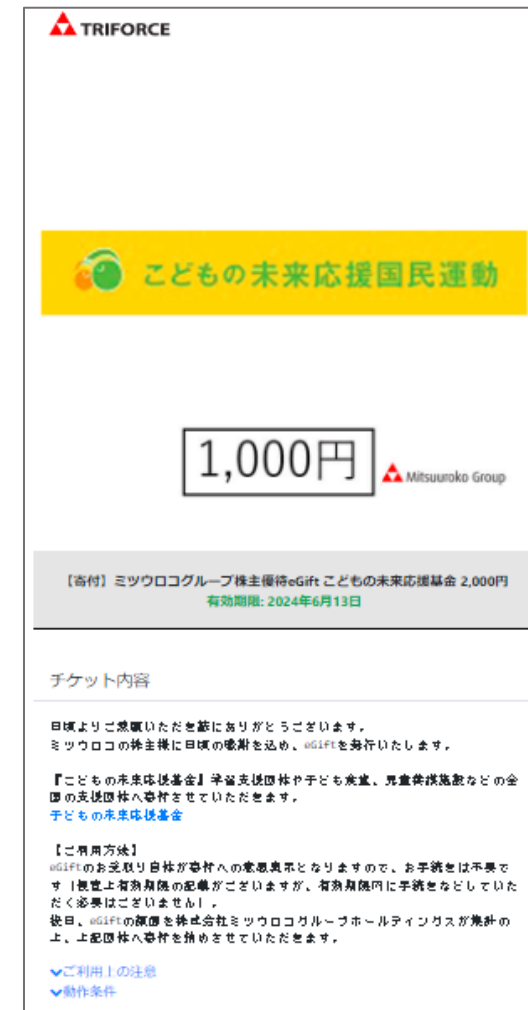 TRIFORCE
こどもの未来応援国民運動
1,000円
Mitsuuroko Group
【寄付】ミツウロコグループ株主優待eGift こどもの未来応援基金 2,000円
有効期限: 2024年6月13日
チケット内容
日頃よりご愛顧いただき誠にありがとうございます。
ミツウロコの株主様に日頃の感謝を込め、eGiftを発行いたします。
『こどもの未来応援基金』学習支援団体や子ども食堂、児童養護施設などの全
国の支援団体へ寄付させていただきます。
子どもの未来応援基金
【ご利用方法】
eGiftのお受取り自体が寄付への意思表示となりますので、お手続きは不要で
す（便宜上有効期限の記載がございますが、有効期限内に手続きなどしていた
だく必要はございません）。
後日、eGiftの額面を株式会社ミツウロコグループホールディングスが集計の
上、上記団体へ寄付を納めさせていただきます。
ご利用上の注意
動作条件